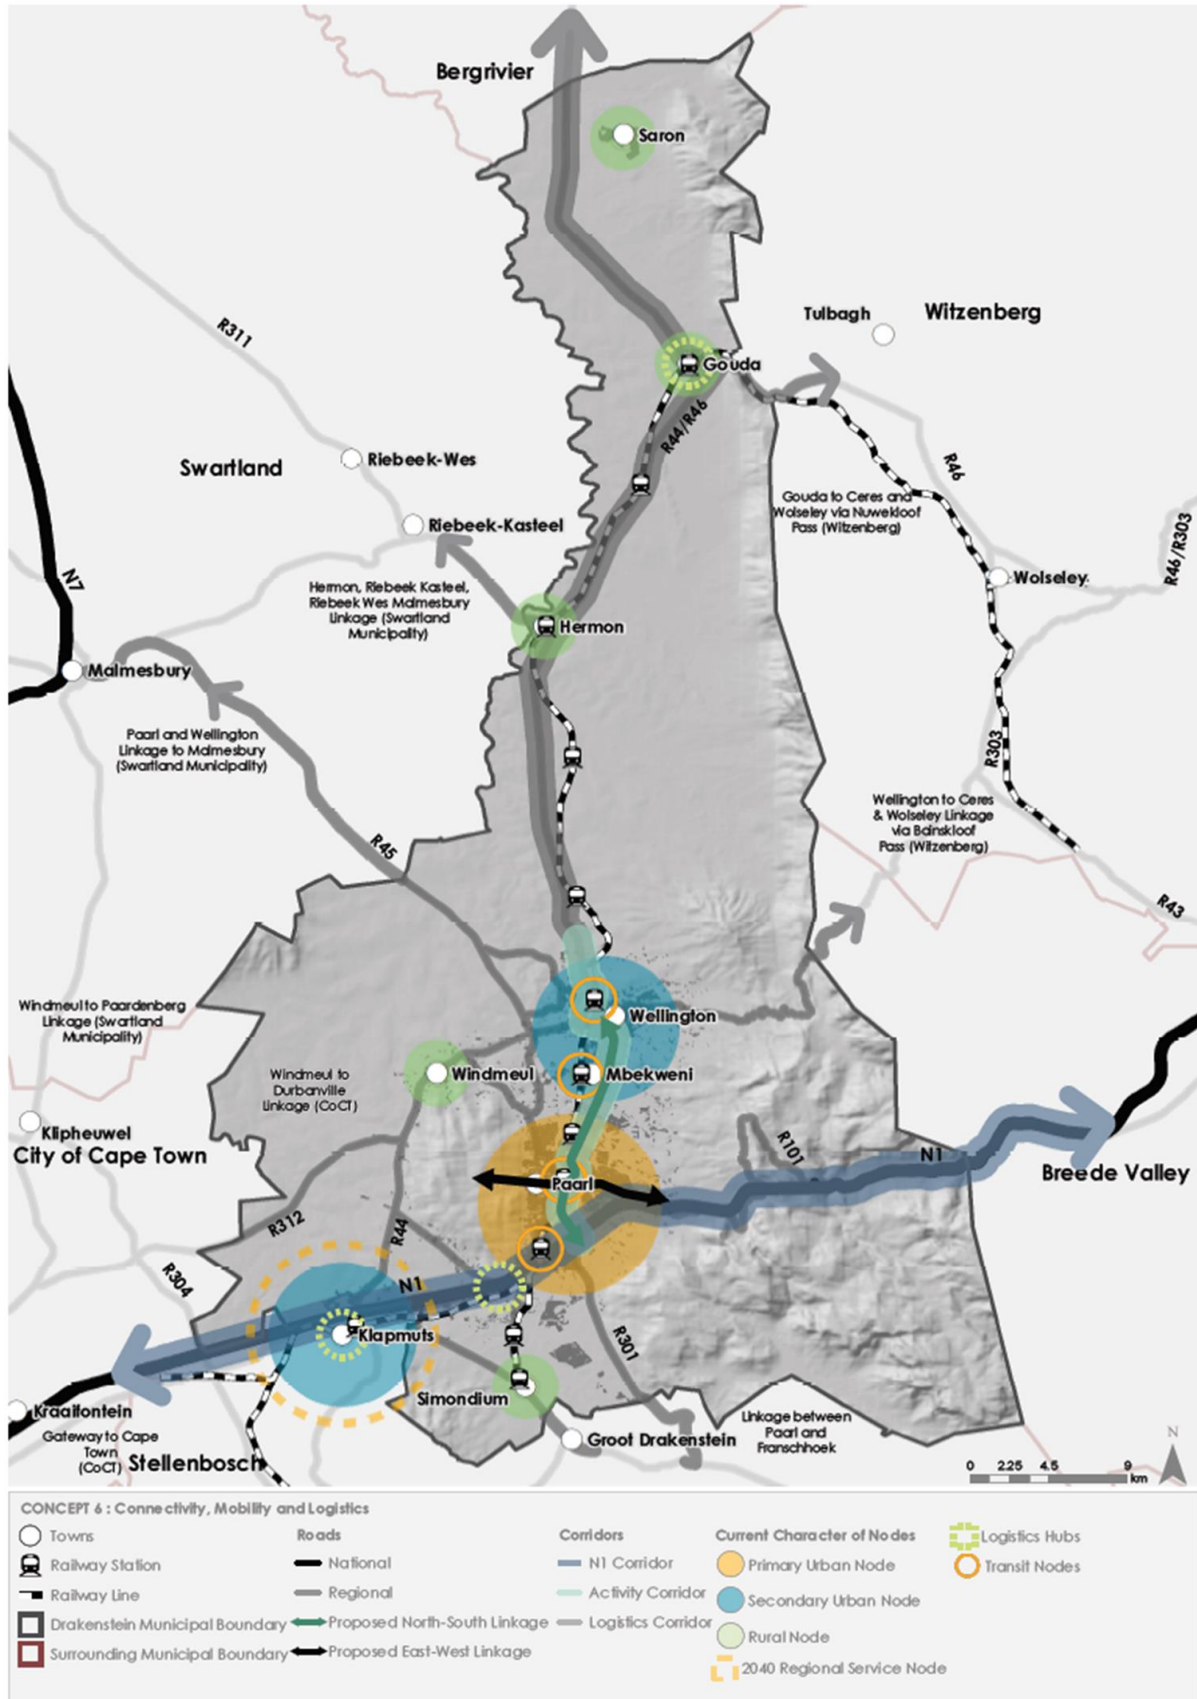 Bergrivier
Saron
Tulbagh
Witzenberg
R311
Gouda
R44/R46
Riebeek-Wes
Swartland
R46
Gouda to Ceres and
Wolseley via Nuwekloof
Pass (Witzenberg)
Riebeek-Kasteel
R46/R303
N7
Wolseley
Hermon, Riebeek Kasteel,
Riebeek Wes Malmesbury
Linkage (Swartland
Municipality)
Hermon
Malmesbury
Paarl and Wellington
Linkage to Malmesbury
(Swartland Municipality)
R303
Wellington to Ceres
& Wolseley Linkage
via Bainskloof
Pass (Witzenberg)
R45
R43
Windmeul to Paardenberg
Linkage (Swartland
Municipality)
Wellington
Windmeul
Mbekweni
Windmeul to
Durbanville
Linkage (CoCT)
Klipheuwel
City of Cape Town
R101
N1
Breede Valley
Paarl
R312
R44
R304
N1
Klapmuts
R301
Simondium
Kraaifontein
Gateway to Cape
Town
(CoCT)
Stellenbosch
Groot Drakenstein
Linkage between
Paarl and
Franschhoek
N
0 2.25 4.5 9
km
CONCEPT 6 : Connectivity, Mobility and Logistics
Towns
Railway Station
Railway Line
Drakenstein Municipal Boundary
Surrounding Municipal Boundary
Roads
National
Regional
Proposed North-South Linkage
Proposed East-West Linkage
Corridors
N1 Corridor
Activity Corridor
Logistics Corridor
Current Character of Nodes
Primary Urban Node
Secondary Urban Node
Rural Node
2040 Regional Service Node
Logistics Hubs
Transit Nodes